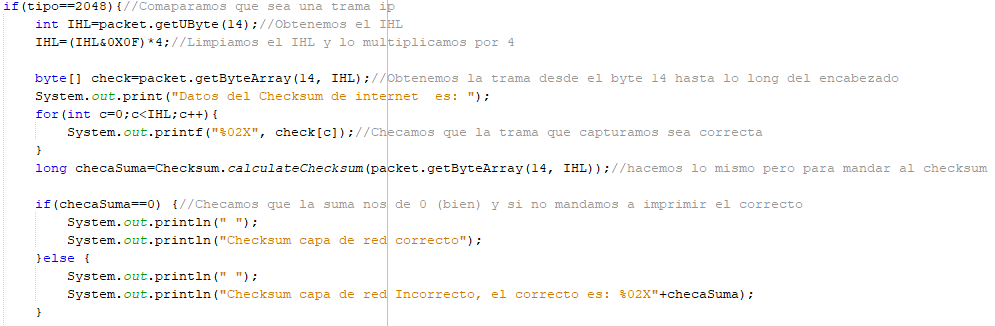 if(tipo==2048){//Comaparamos que sea una trama ip
int IHL=packet.getUByte(14);//Obtenemos el IHL
IHL=(IHL&0X0F)*4;//Limpiamos el IHL y lo multiplicamos por 4
byte[] check=packet.getByteArray(14, IHL);//Obtenemos la trama desde el byte 14 hasta lo long del encabezado
System.out.print("Datos del Checksum de internet  es: ");
for(int c=0;c<IHL;c++){
System.out.printf("%02X", check[c]);//Checamos que la trama que capturamos sea correcta
}
long checaSuma=Checksum.calculateChecksum(packet.getByteArray(14, IHL));//hacemos lo mismo pero para mandar al checksum
if(checaSuma==0) {//Checamos que la suma nos de 0 (bien) y si no mandamos a imprimir el correcto
System.out.println(" ");
System.out.println("Checksum capa de red correcto");
}else {
System.out.println(" ");
System.out.println("Checksum capa de red Incorrecto, el correcto es: %02X"+checaSuma);
}